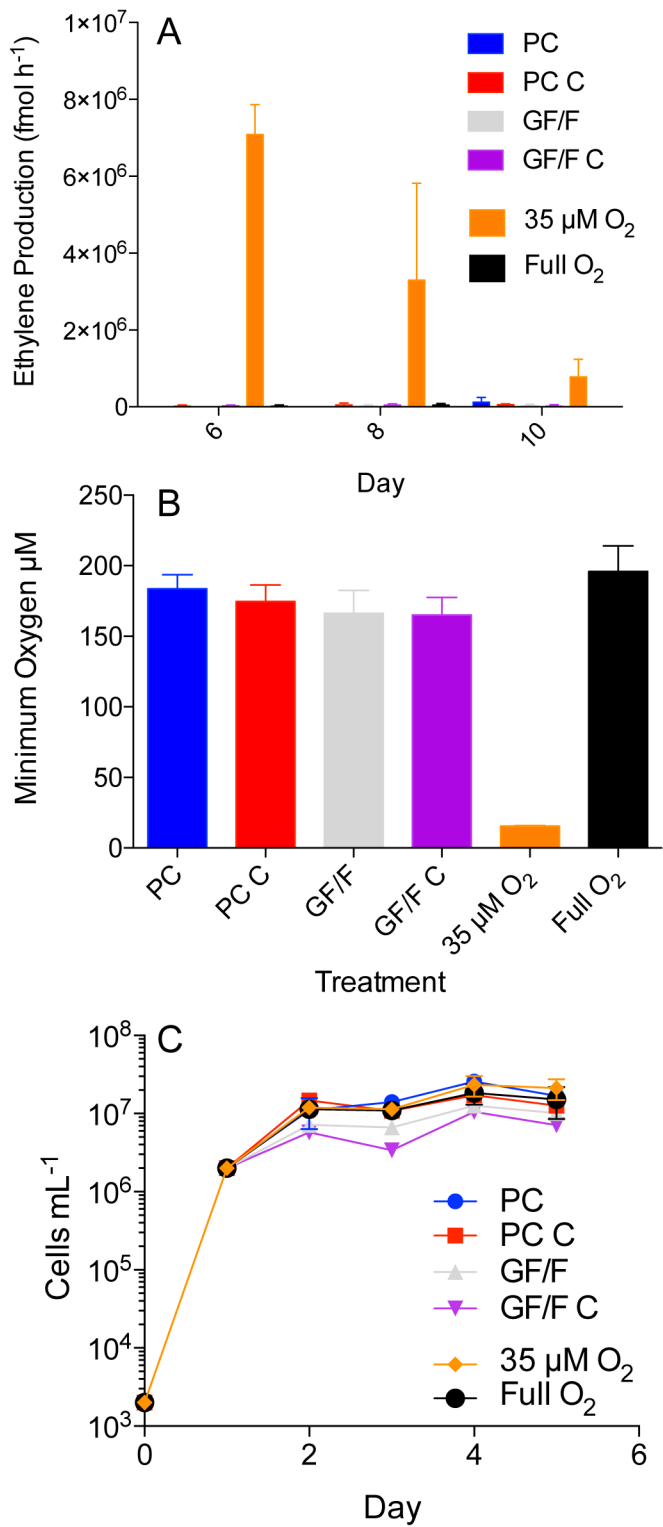 A
Ethylene Production (fmol h⁻¹)
1×10⁷
8×10⁶
6×10⁶
4×10⁶
2×10⁶
0
PC
PC C
GF/F
GF/F C
35 µM O₂
Full O₂
6
8
10
Day
B
Minimum Oxygen µM
250
200
150
100
50
0
PC
PC C
GF/F
GF/F C
35 µM O₂
Full O₂
Treatment
C
Cells mL⁻¹
10⁸
10⁷
10⁶
10⁵
10⁴
10³
PC
PC C
GF/F
GF/F C
35 µM O₂
Full O₂
0
2
4
6
Day